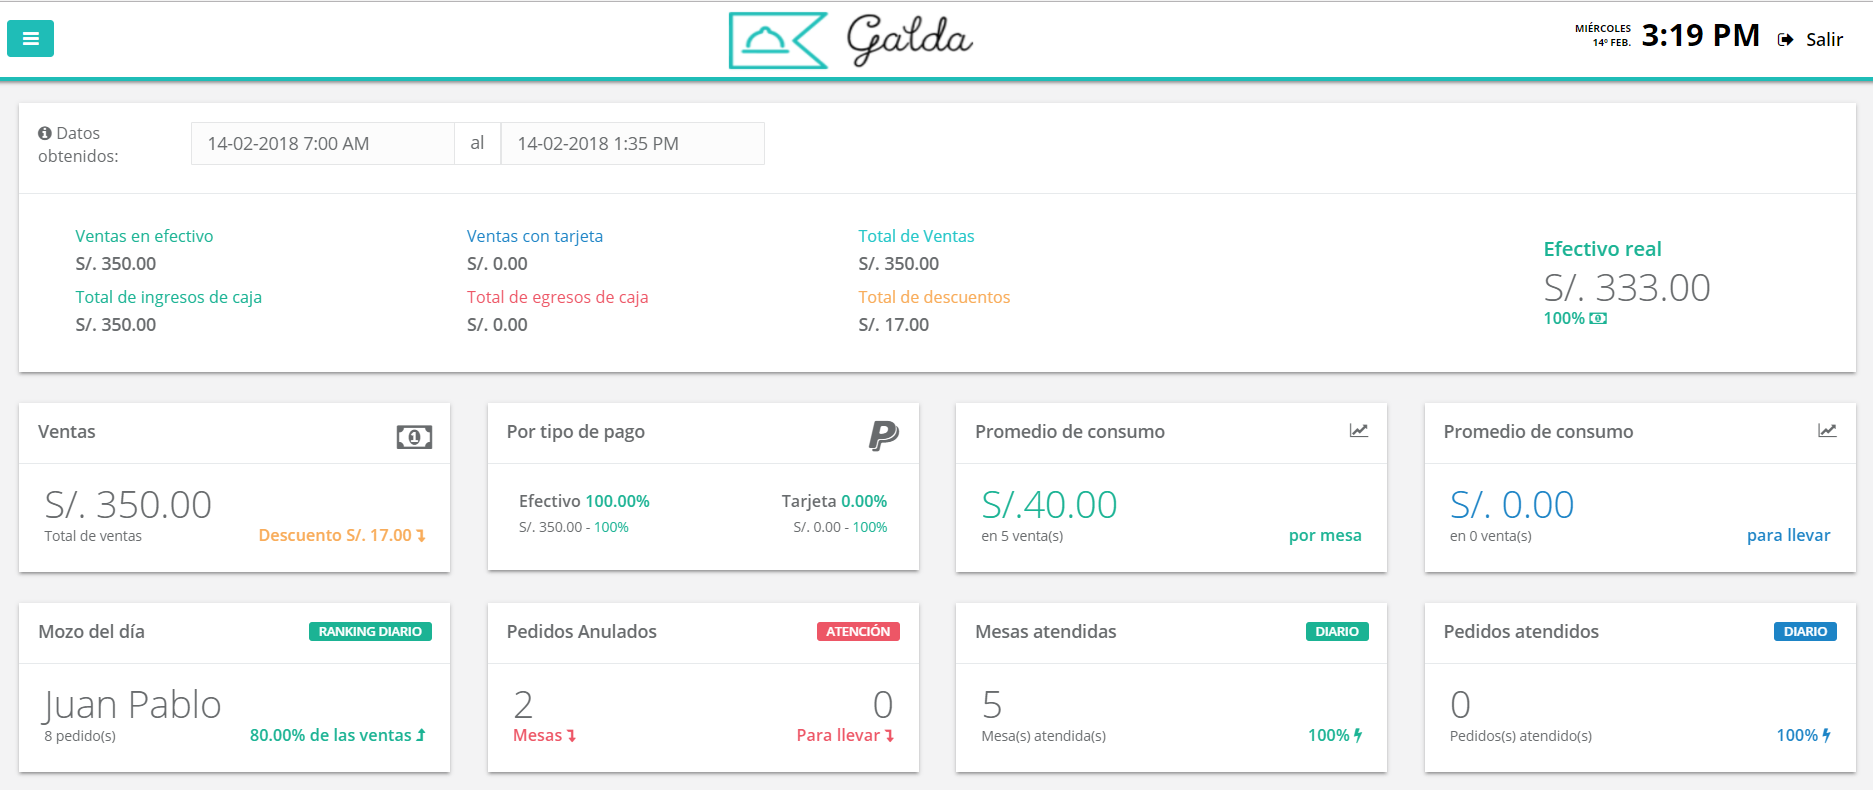 Galda
MIÉRCOLES
14º FEB.
3:19 PM
Salir
Datos
obtenidos:
14-02-2018 7:00 AM
al
14-02-2018 1:35 PM
Ventas en efectivo
S/. 350.00
Ventas con tarjeta
S/. 0.00
Total de Ventas
S/. 350.00
Total de ingresos de caja
S/. 350.00
Total de egresos de caja
S/. 0.00
Total de descuentos
S/. 17.00
Efectivo real
S/. 333.00
100%
Ventas
S/. 350.00
Total de ventas
Descuento S/. 17.00
Por tipo de pago
Efectivo 100.00%
S/. 350.00 - 100%
Tarjeta 0.00%
S/. 0.00 - 100%
Promedio de consumo
S/.40.00
en 5 venta(s)
por mesa
Promedio de consumo
S/. 0.00
en 0 venta(s)
para llevar
Mozo del día
RANKING DIARIO
Juan Pablo
8 pedido(s)
80.00% de las ventas
Pedidos Anulados
ATENCIÓN
2
Mesas
0
Para llevar
Mesas atendidas
DIARIO
5
Mesa(s) atendida(s)
100%
Pedidos atendidos
DIARIO
0
Pedidos(s) atendido(s)
100%